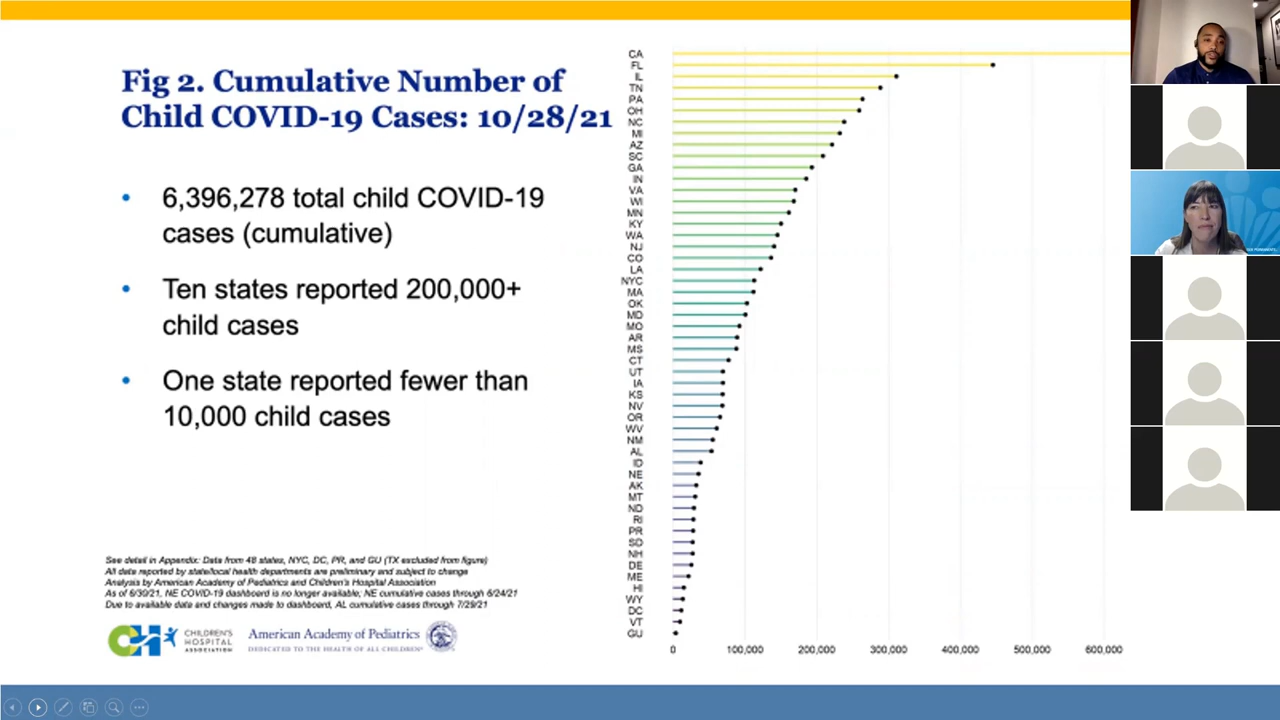 Fig 2. Cumulative Number of
Child COVID-19 Cases: 10/28/21
• 6,396,278 total child COVID-19
cases (cumulative)
• Ten states reported 200,000+
child cases
• One state reported fewer than
10,000 child cases
See detail in Appendix: Data from 48 states, NYC, DC, PR, and GU (TX excluded from figure)
All data reported by state/local health departments are preliminary and subject to change
Analysis by American Academy of Pediatrics and Children's Hospital Association
As of 6/30/21, NE COVID-19 dashboard is no longer available; NE cumulative cases through 6/24/21
Due to available data and changes made to dashboard, AL cumulative cases through 7/29/21
CHILDREN'S
HOSPITAL
ASSOCIATION
American Academy of Pediatrics
DEDICATED TO THE HEALTH OF ALL CHILDREN®
CA
FL
IL
TN
PA
OH
NC
MI
AZ
SC
GA
IN
VA
WI
MN
KY
WA
NJ
CO
LA
NYC
MA
OK
MD
MO
AR
MS
CT
UT
IA
KS
NV
OR
WV
NM
AL
ID
NE
AK
MT
ND
RI
PR
SD
NH
DE
ME
HI
WY
DC
VT
GU
0 100,000 200,000 300,000 400,000 500,000 600,000